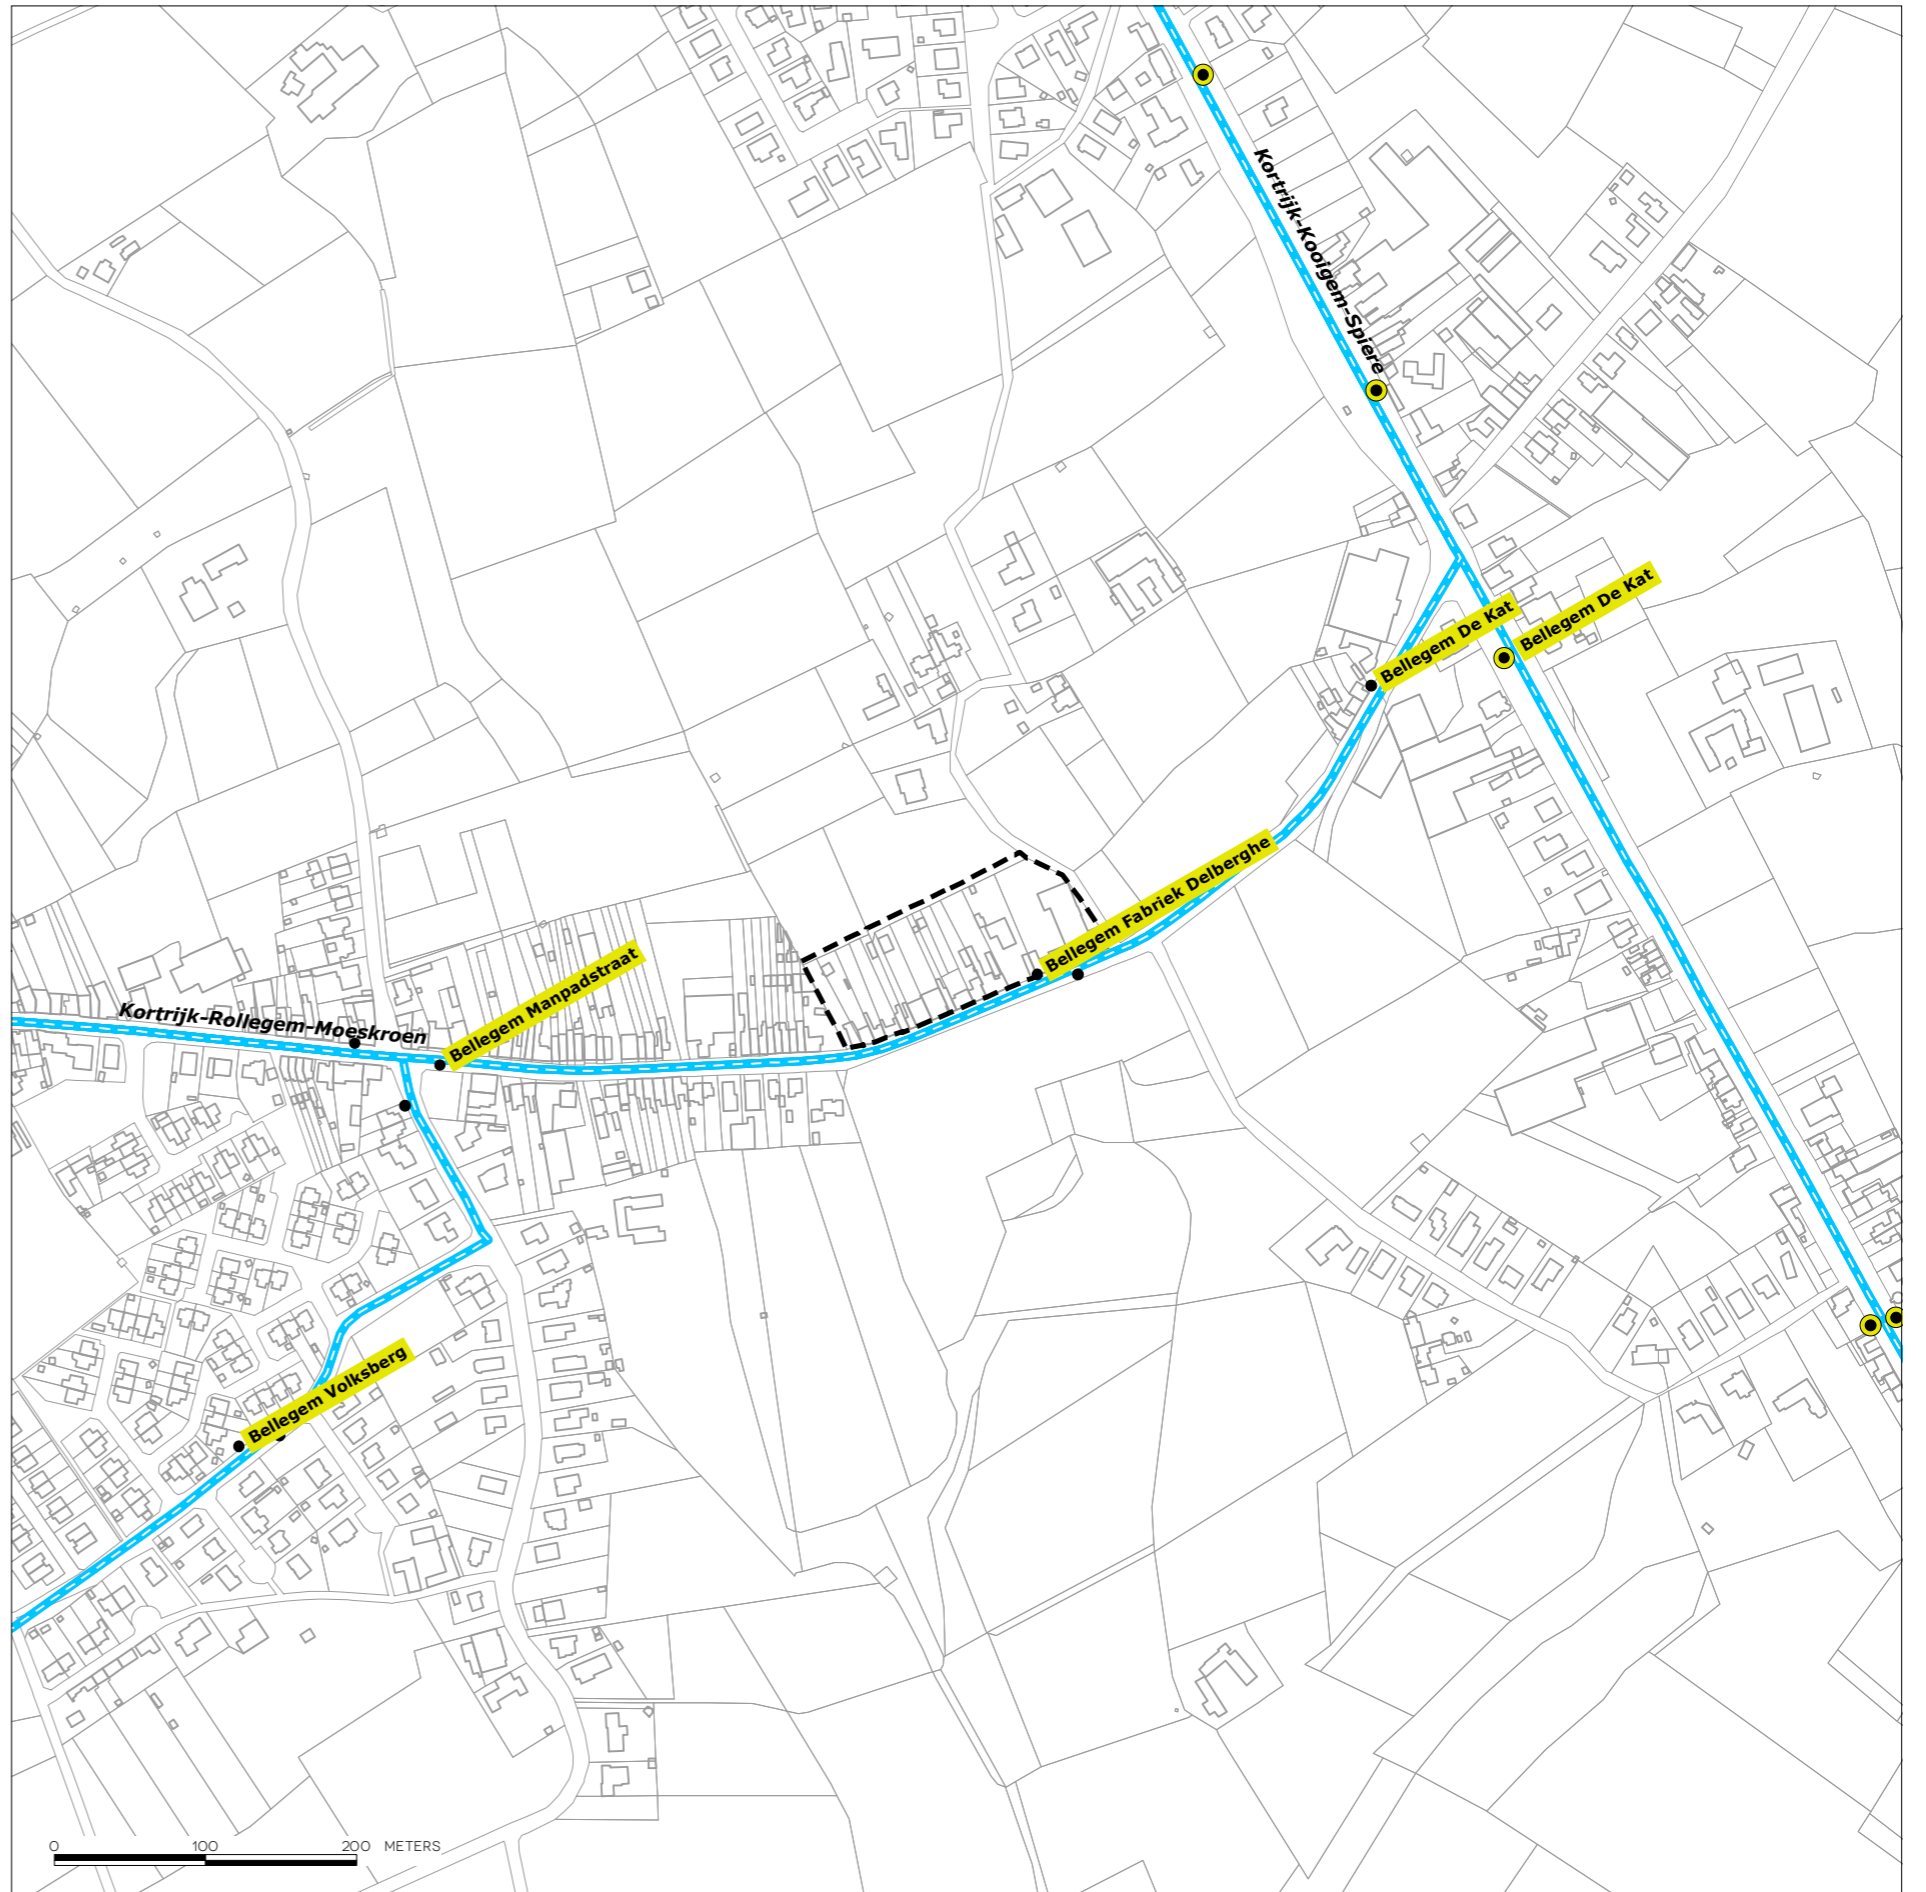 Kortrijk-Kooigem-Spiere
Bellegem De Kat
Bellegem De Kat
Bellegem Fabriek Delberghe
Bellegem Manpadstraat
Kortrijk-Rollegem-Moeskroen
Bellegem Volksberg
0 100 200 METERS